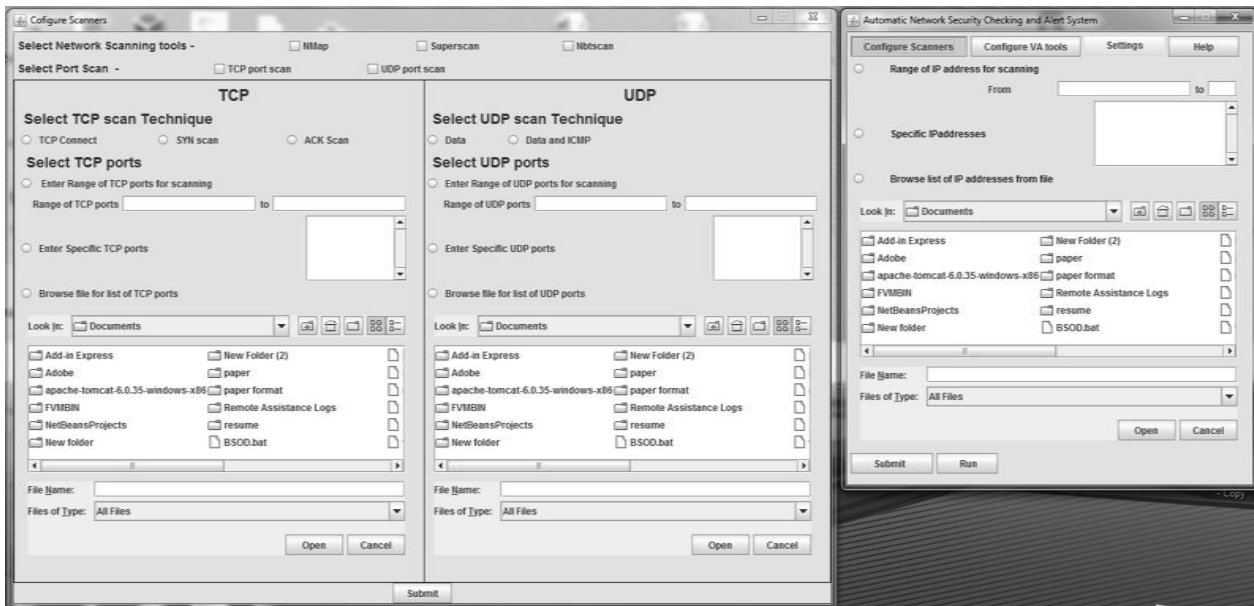 Cofigure Scanners
Select Network Scanning tools - NMap Superscan Nbtscan
Select Port Scan - TCP port scan UDP port scan
TCP
Select TCP scan Technique
TCP Connect SYN scan ACK Scan
Select TCP ports
Enter Range of TCP ports for scanning
Range of TCP ports to
Enter Specific TCP ports
Browse file for list of TCP ports
Look In: Documents
Add-in Express New Folder (2)
Adobe paper
apache-tomcat-6.0.35-windows-x86 paper format
FVMBIN Remote Assistance Logs
NetBeansProjects resume
New folder BSOD.bat
File Name:
Files of Type: All Files
Open Cancel
UDP
Select UDP scan Technique
Data Data and ICMP
Select UDP ports
Enter Range of UDP ports for scanning
Range of UDP ports to
Enter Specific UDP ports
Browse file for list of UDP ports
Look In: Documents
Add-in Express New Folder (2)
Adobe paper
apache-tomcat-6.0.35-windows-x86 paper format
FVMBIN Remote Assistance Logs
NetBeansProjects resume
New folder BSOD.bat
File Name:
Files of Type: All Files
Open Cancel
Submit
Automatic Network Security Checking and Alert System
Configure Scanners Configure VA tools Settings Help
Range of IP address for scanning
From to
Specific IPaddresses
Browse list of IP addresses from file
Look In: Documents
Add-in Express New Folder (2)
Adobe paper
apache-tomcat-6.0.35-windows-x86 paper format
FVMBIN Remote Assistance Logs
NetBeansProjects resume
New folder BSOD.bat
File Name:
Files of Type: All Files
Open Cancel
Submit Run
- Copy